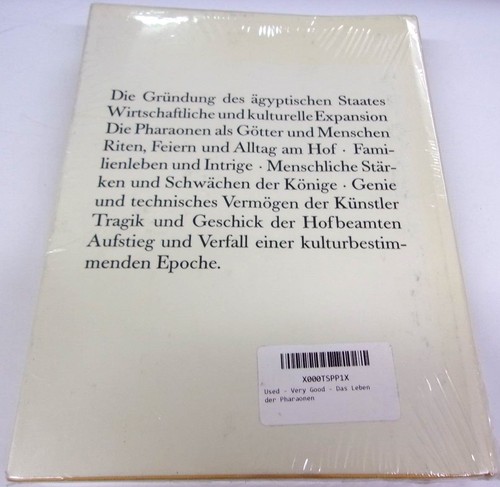 Die Gründung des ägyptischen Staates
Wirtschaftliche und kulturelle Expansion
Die Pharaonen als Götter und Menschen
Riten, Feiern und Alltag am Hof · Fami-
lienleben und Intrige · Menschliche Stär-
ken und Schwächen der Könige · Genie
und technisches Vermögen der Künstler
Tragik und Geschick der Hofbeamten
Aufstieg und Verfall einer kulturbestim-
menden Epoche.
X000TSPP1X
Used - Very Good - Das Leben
der Pharaonen